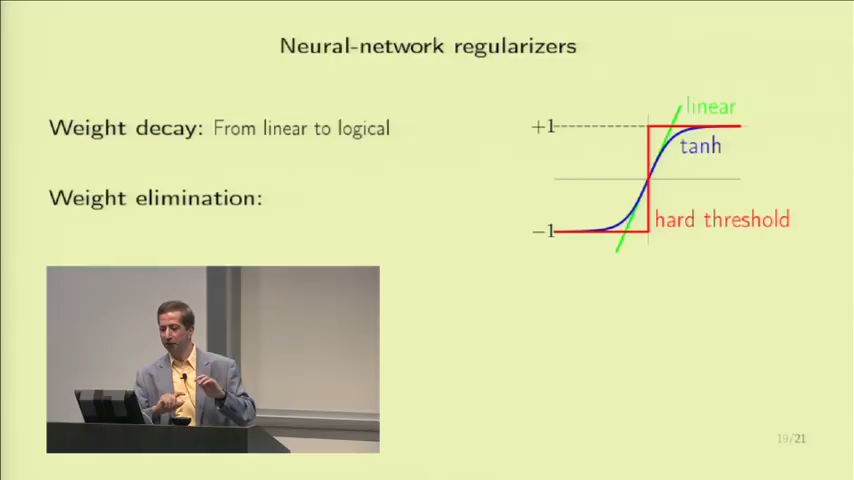 Neural-network regularizers
Weight decay: From linear to logical
Weight elimination:
linear
+1
tanh
hard threshold
−1
19/21